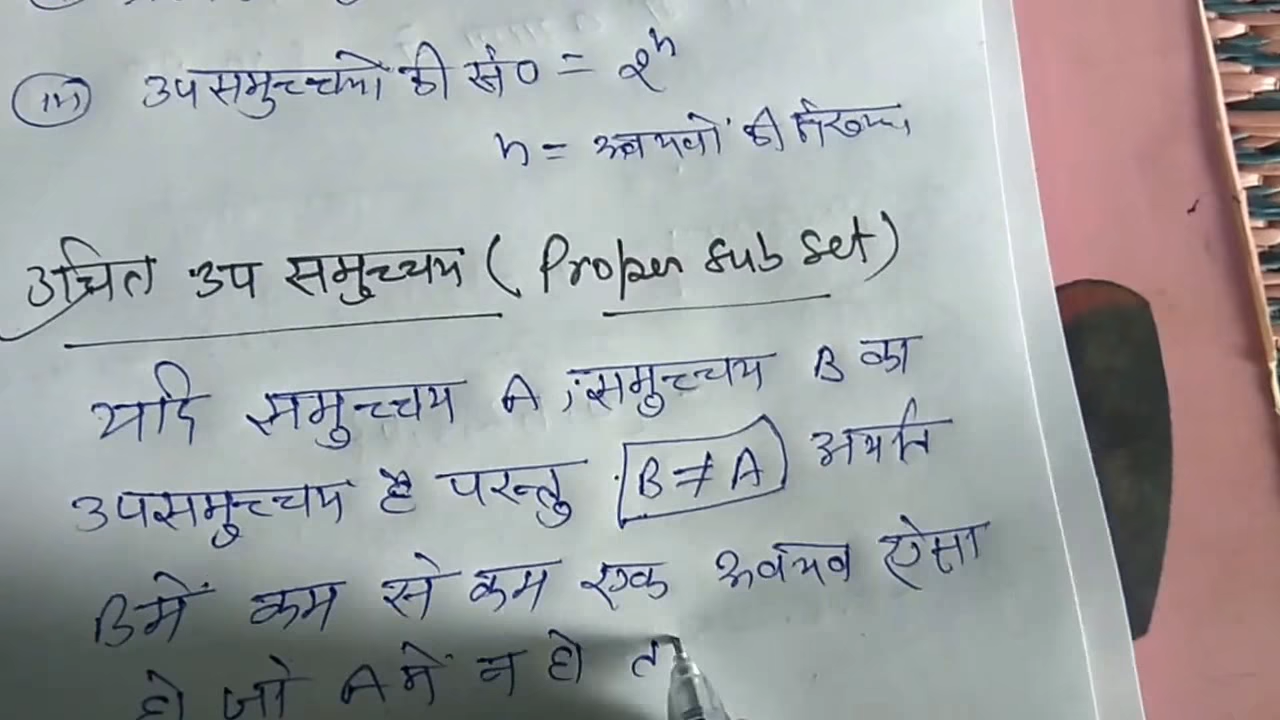 (iii) उपसमुच्चयो की सं० = 2ⁿ
n = अवयवों की संख्या
उचित उप समुच्चय ( Proper Sub Set )
यदि समुच्चय A, समुच्चय B का
उपसमुच्चय है परन्तु B ≠ A अर्थात
B में कम से कम एक अवयव ऐसा
हो जो A में न हो त